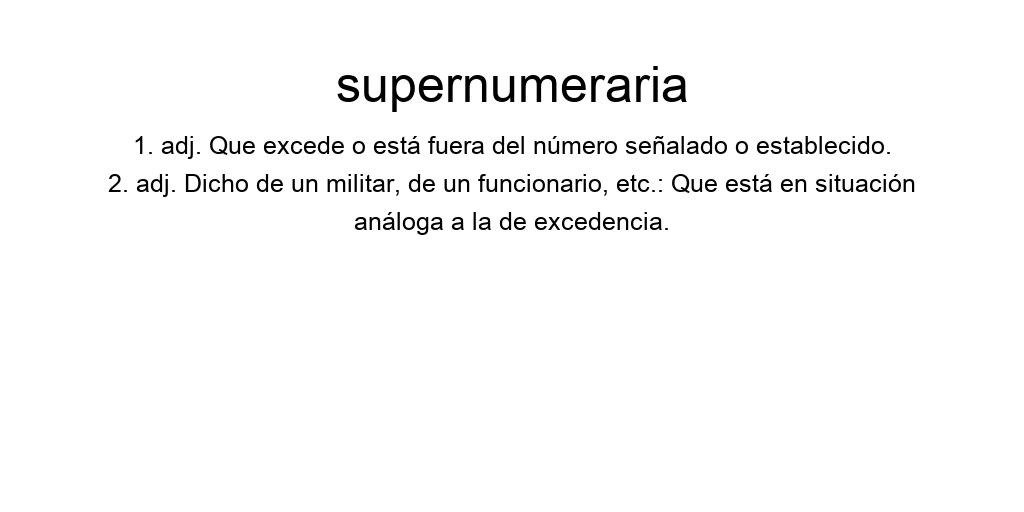 supernumeraria
1. adj. Que excede o está fuera del número señalado o establecido.
2. adj. Dicho de un militar, de un funcionario, etc.: Que está en situación
análoga a la de excedencia.